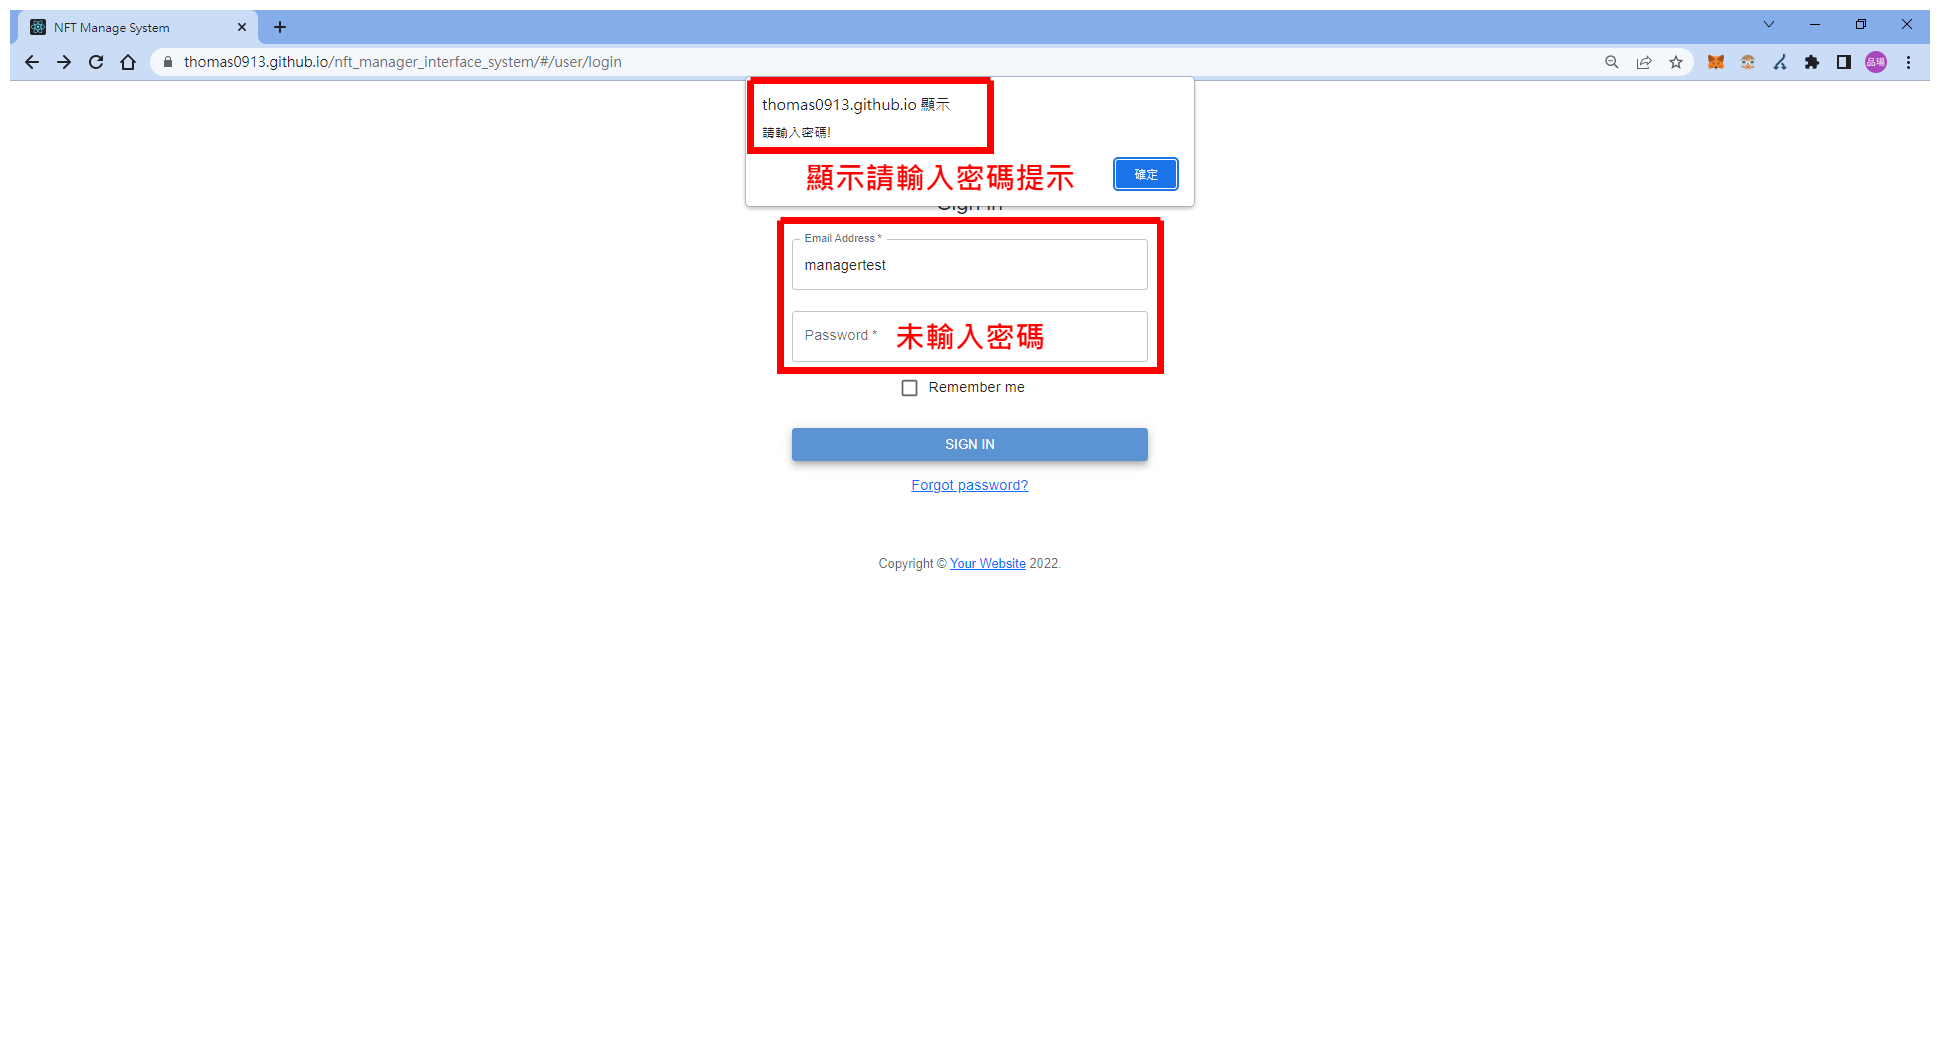 NFT Manage System
thomas0913.github.io/nft_manager_interface_system/#/user/login
品瑒
thomas0913.github.io 顯示
請輸入密碼!
顯示請輸入密碼提示
確定
Sign in
Email Address *
managertest
Password *
未輸入密碼
Remember me
SIGN IN
Forgot password?
Copyright © Your Website 2022.